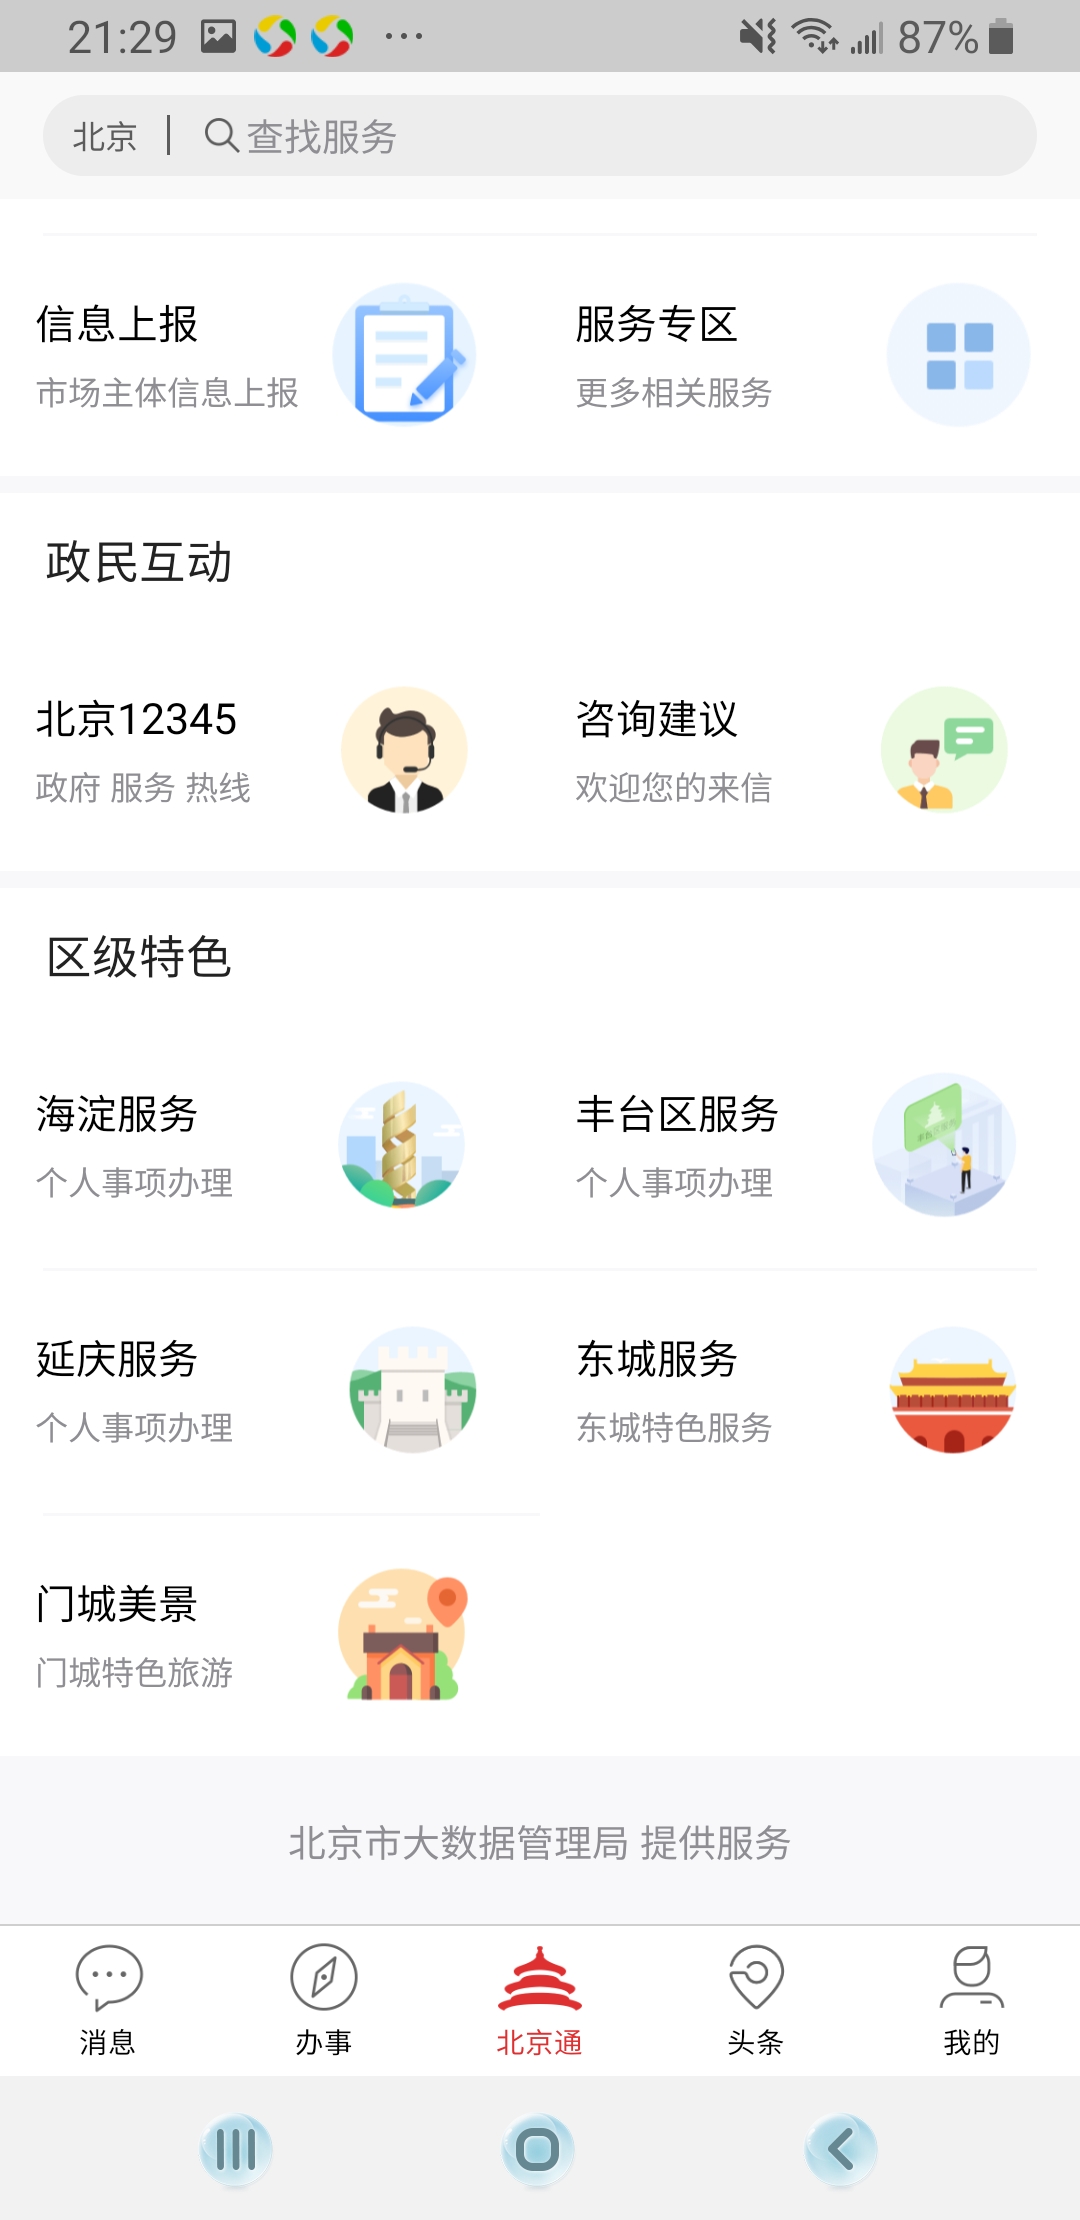 21:29 87%
北京 | 查找服务
信息上报 服务专区
市场主体信息上报 更多相关服务
政民互动
北京12345 咨询建议
政府 服务 热线 欢迎您的来信
区级特色
海淀服务 丰台区服务
个人事项办理 个人事项办理
延庆服务 东城服务
个人事项办理 东城特色服务
门城美景
门城特色旅游
北京市大数据管理局 提供服务
消息 办事 北京通 头条 我的